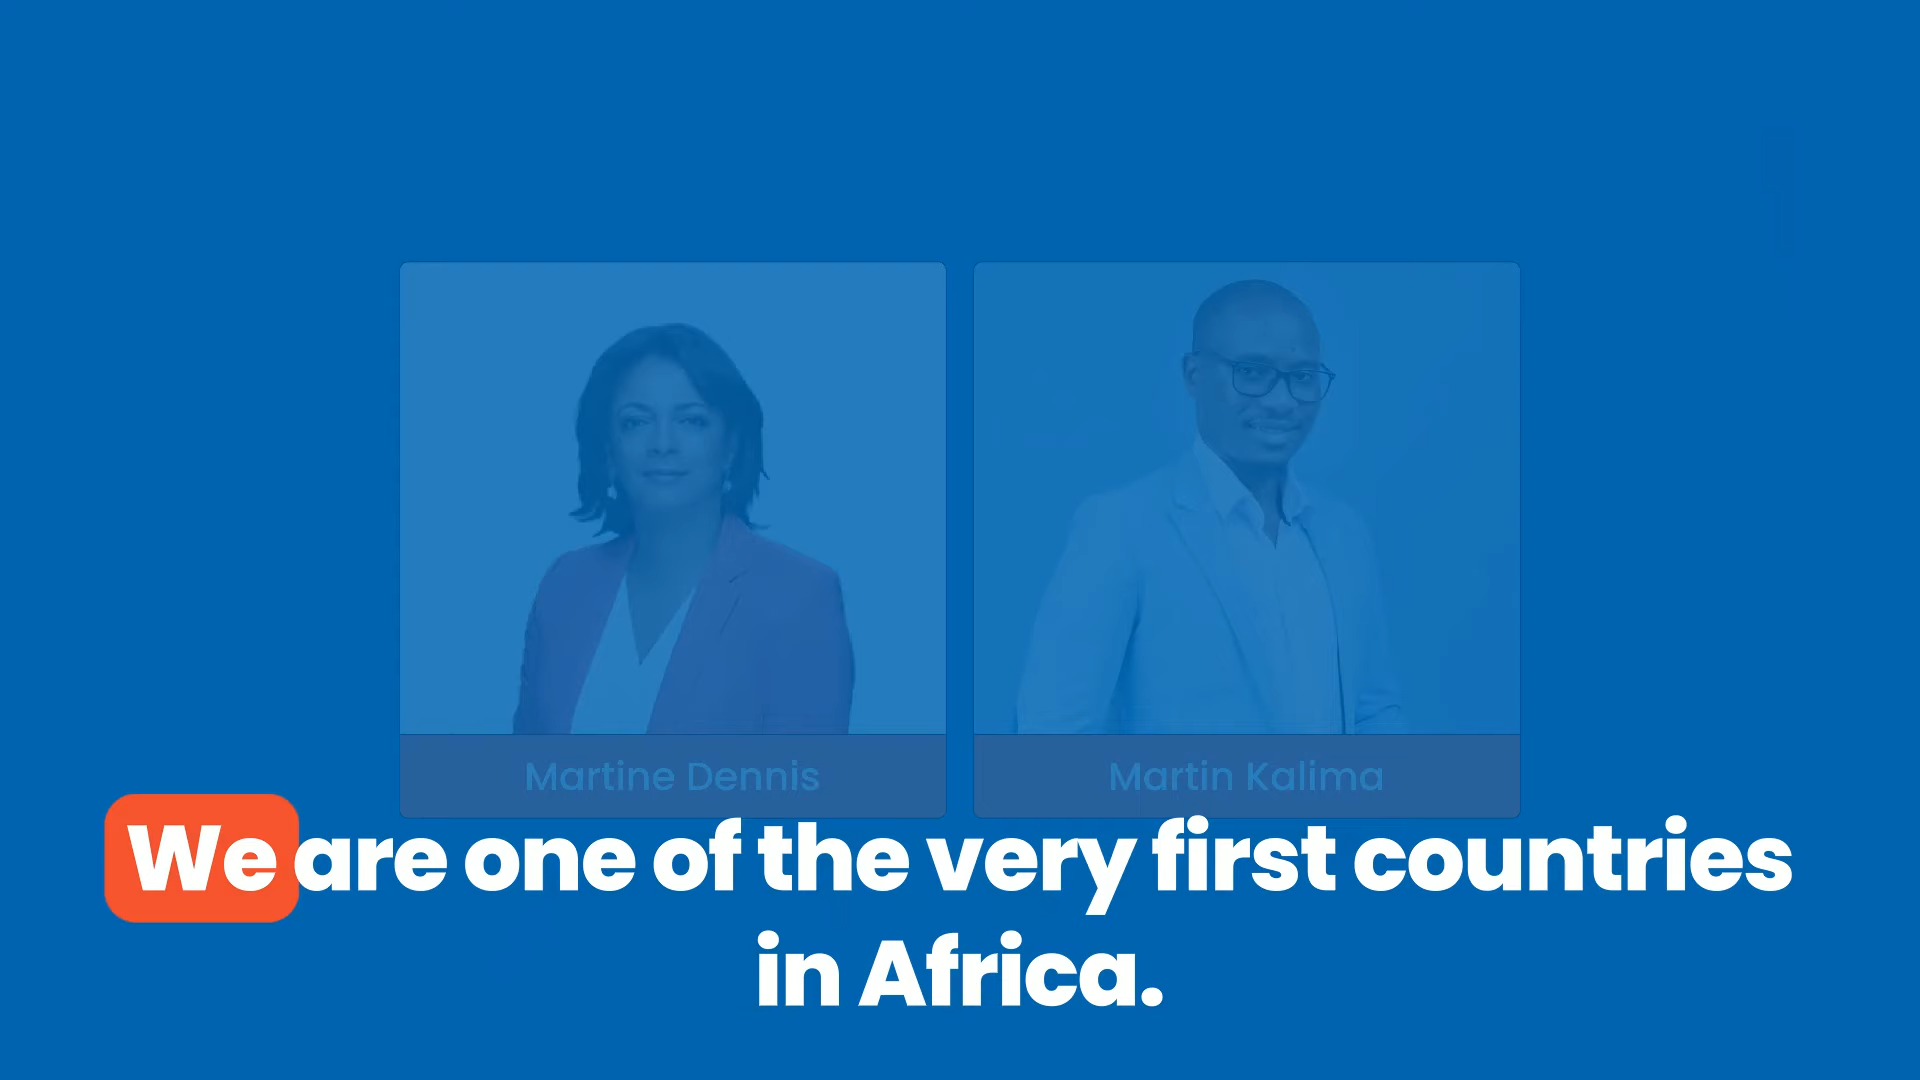 Martine Dennis
Martin Kalima
We are one of the very first countries
in Africa.